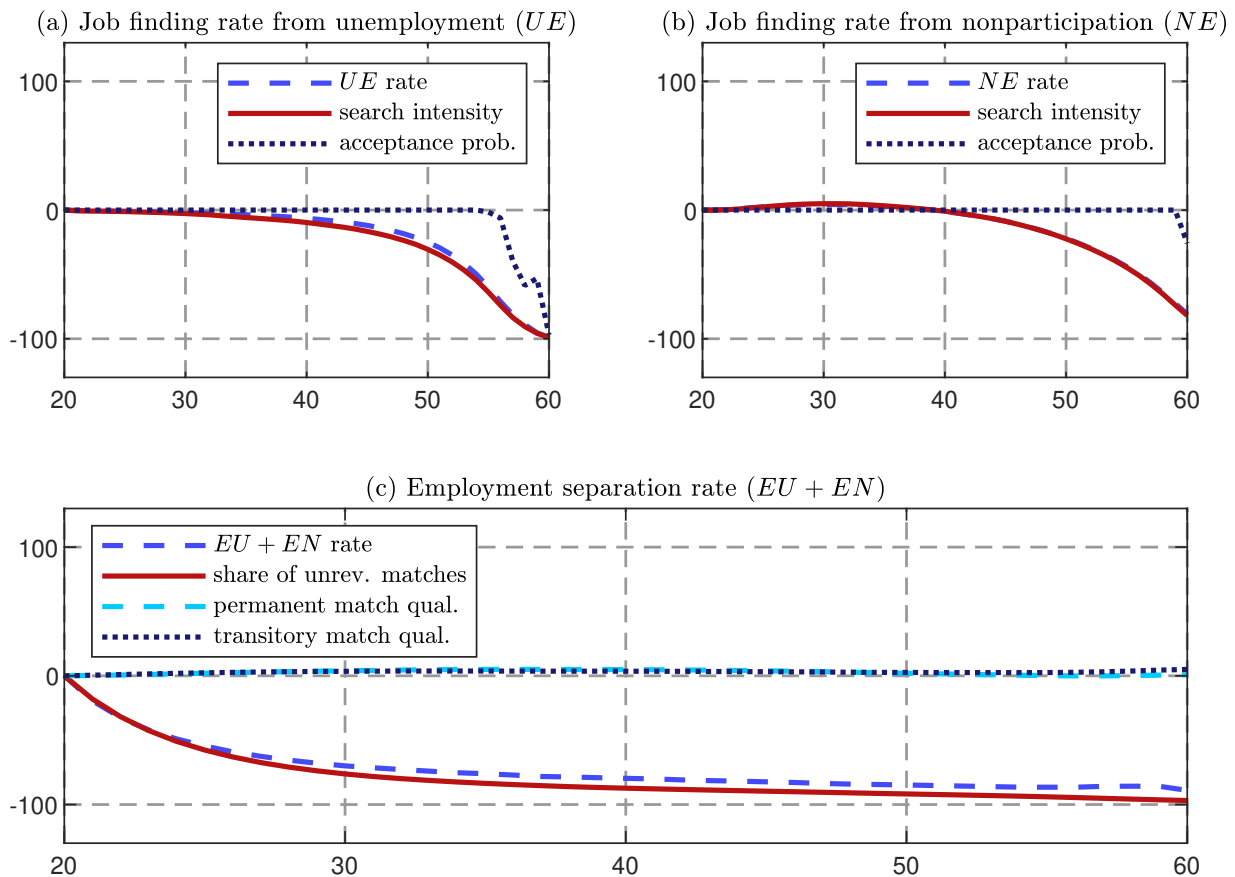 (a) Job finding rate from unemployment (UE)
100
0
-100
UE rate
search intensity
acceptance prob.
20 30 40 50 60
(b) Job finding rate from nonparticipation (NE)
100
0
-100
NE rate
search intensity
acceptance prob.
20 30 40 50 60
(c) Employment separation rate (EU + EN)
100
0
-100
EU + EN rate
share of unrev. matches
permanent match qual.
transitory match qual.
20 30 40 50 60